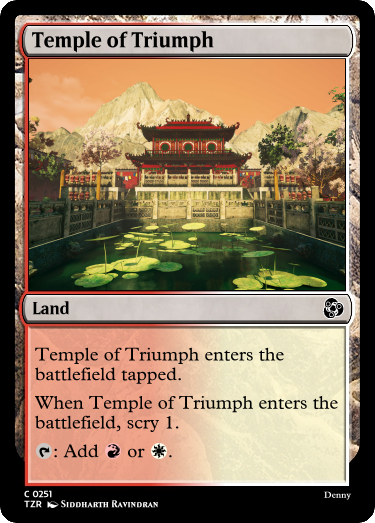 Temple of Triumph
Land
Temple of Triumph enters the
battlefield tapped.
When Temple of Triumph enters the
battlefield, scry 1.
: Add or .
C 0251
TZR Siddharth Ravindran
Denny